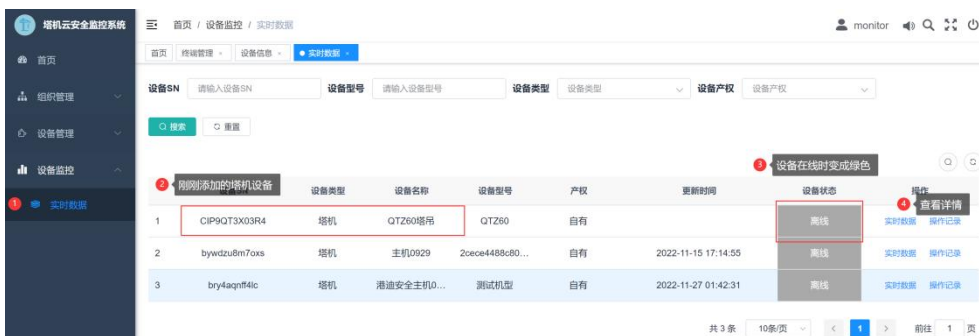 塔机云安全监控系统
首页 / 设备监控 / 实时数据
monitor
首页
组织管理
设备管理
设备监控
1 实时数据
首页 终端管理 × 设备信息 × 实时数据 ×
设备SN 请输入设备SN 设备型号 请输入设备型号 设备类型 设备类型 设备产权 设备产权
搜索 重置
3 设备在线时变成绿色
2 刚刚添加的塔机设备
设备类型 设备名称 设备型号 产权 更新时间 设备状态 操作
4 查看详情
1 CIP9QT3X03R4 塔机 QTZ60塔吊 QTZ60 自有 离线 实时数据 操作记录
2 bywdzu8m7oxs 塔机 主机0929 2cece4488c80... 自有 2022-11-15 17:14:55 离线 实时数据 操作记录
3 bry4aqnff4lc 塔机 港迪安全主机0... 测试机型 自有 2022-11-27 01:42:31 离线 实时数据 操作记录
共 3 条 10条/页 < 1 > 前往 1 页